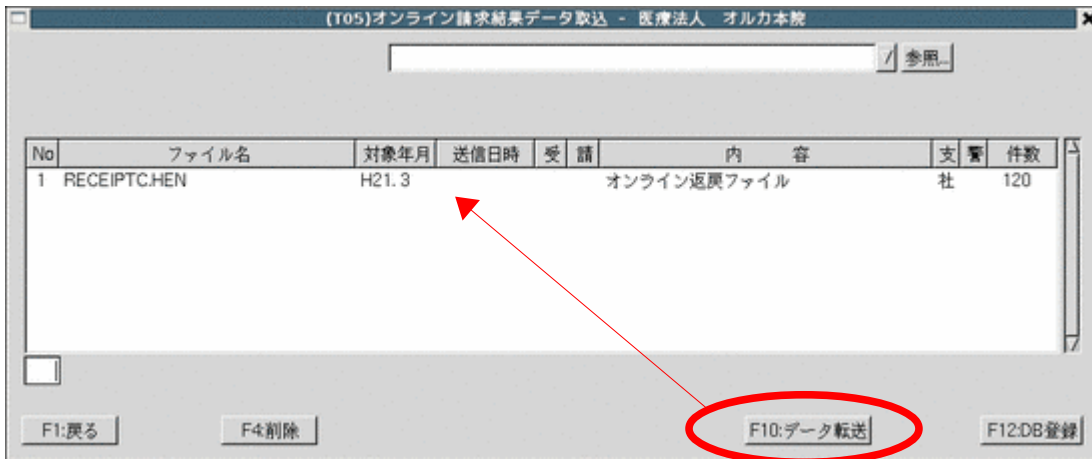 (T05)オンライン請求結果データ取込 - 医療法人 オルカ本院
参照...
No ファイル名 対象年月 送信日時 受 請 内 容 支 警 件数
1 RECEIPTC.HEN H21. 3 オンライン返戻ファイル 社 120
F1:戻る F4:削除 F10:データ転送 F12:DB登録